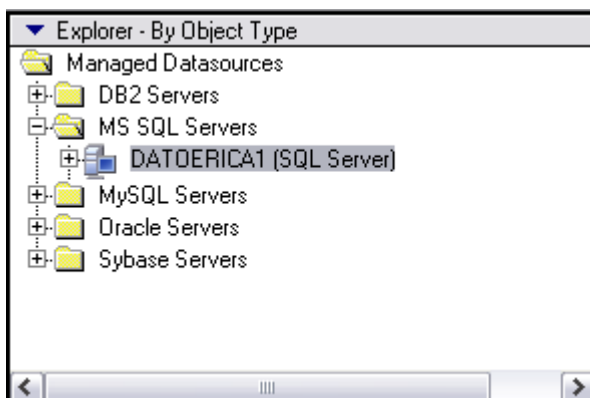 Explorer - By Object Type
Managed Datasources
DB2 Servers
MS SQL Servers
DATOERICA1 (SQL Server)
MySQL Servers
Oracle Servers
Sybase Servers